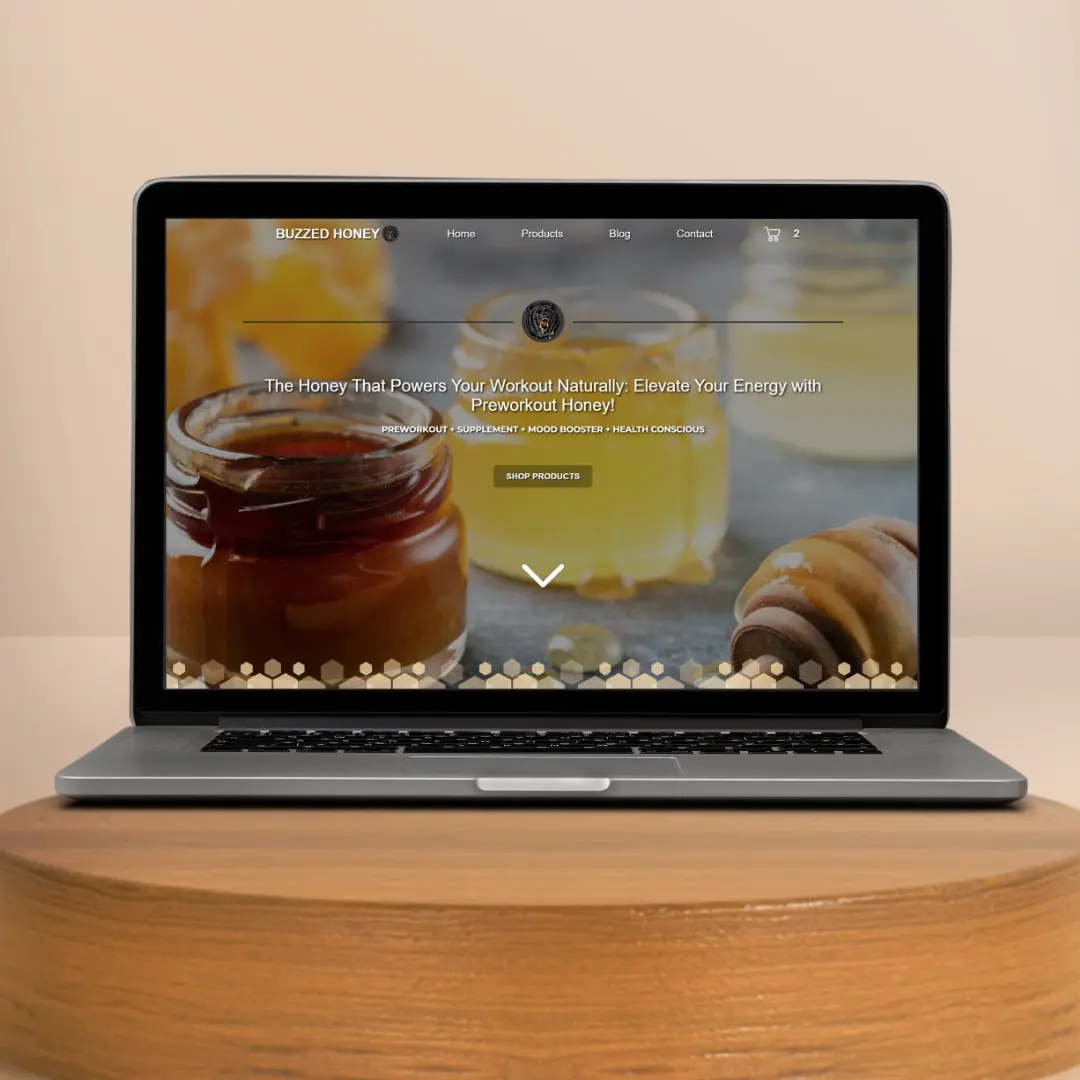 BUZZED HONEY
Home
Products
Blog
Contact
2
The Honey That Powers Your Workout Naturally: Elevate Your Energy with
Preworkout Honey!
PREWORKOUT + SUPPLEMENT + MOOD BOOSTER + HEALTH CONSCIOUS
SHOP PRODUCTS